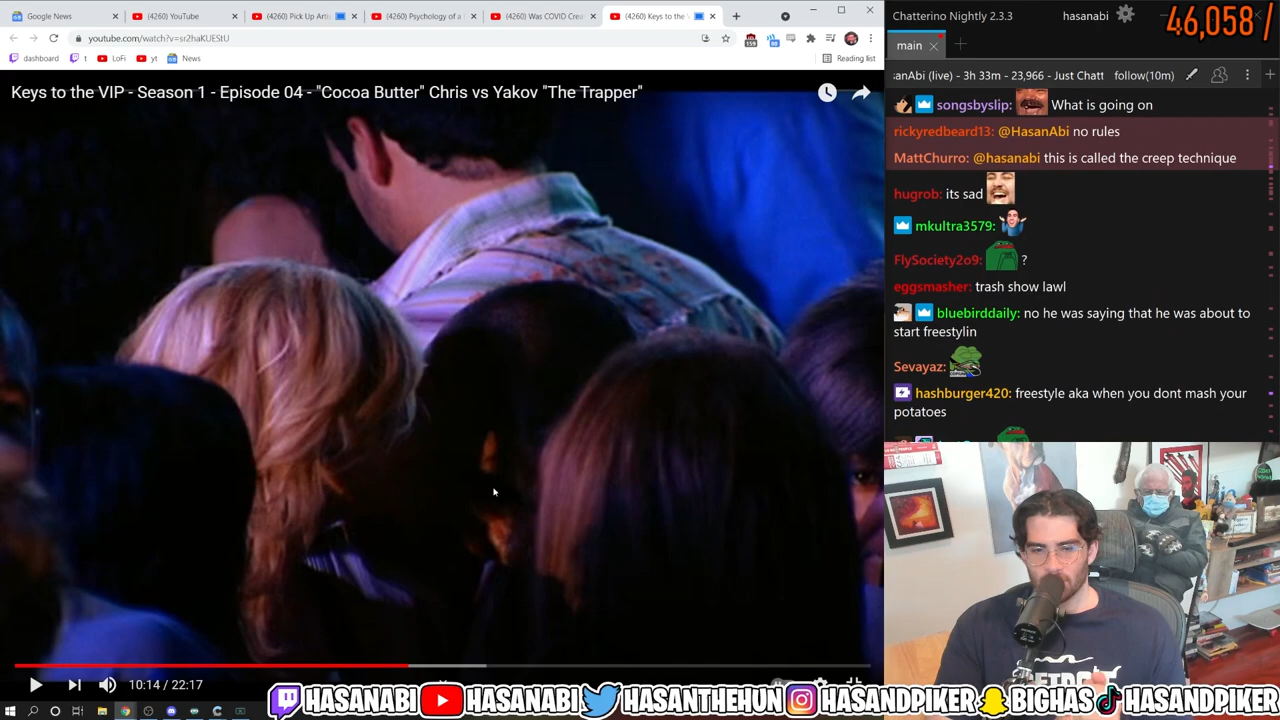 Google News
(4260) YouTube
(4260) Pick Up Arti
(4260) Psychology of a
(4260) Was COVID Crea
(4260) Keys to the V
youtube.com/watch?v=sr2haKUEStU
159
dashboard
t
LoFi
yt
News
Reading list
Keys to the VIP - Season 1 - Episode 04 - "Cocoa Butter" Chris vs Yakov "The Trapper"
10:14 / 22:17
Chatterino Nightly 2.3.3
hasanabi
46,058 /
main
anAbi (live) - 3h 33m - 23,966 - Just Chatt
follow(10m)
songsbyslip: What is going on
rickyredbeard13: @HasanAbi no rules
MattChurro: @hasanabi this is called the creep technique
hugrob: its sad
mkultra3579:
FlySociety2o9: ?
eggsmasher: trash show lawl
bluebirddaily: no he was saying that he was about to
start freestylin
Sevayaz:
hashburger420: freestyle aka when you dont mash your
potatoes
HASANABI
HASANABI
HASANTHEHUN
HASANDPIKER
BIGHAS
HASANDPIKER